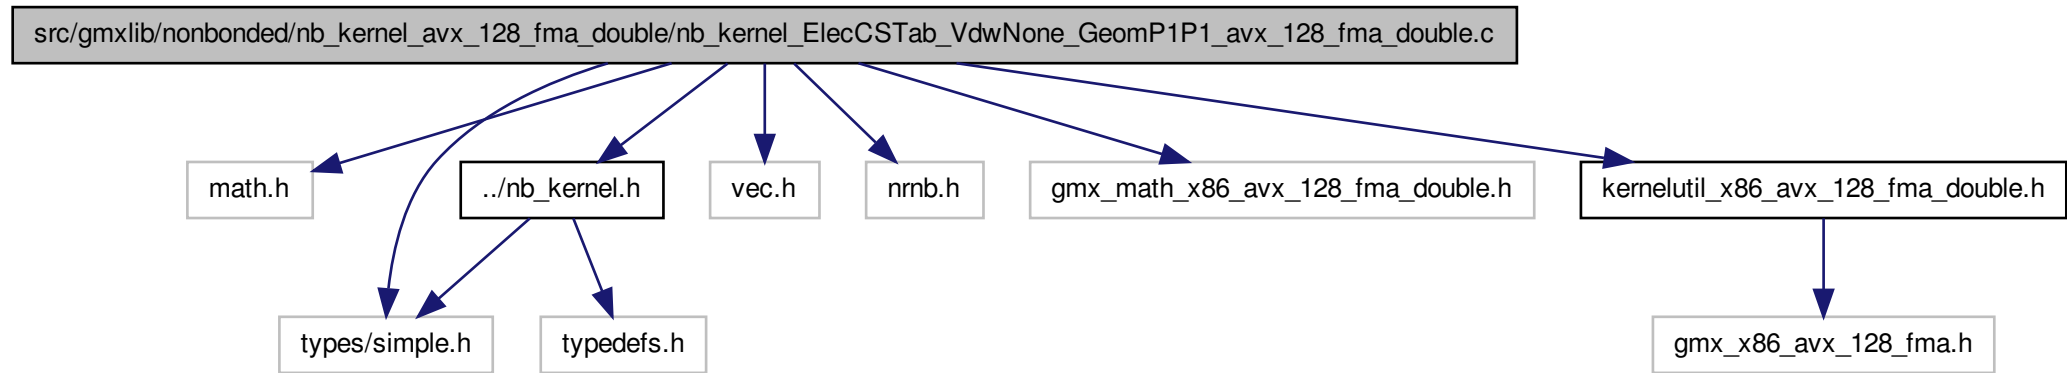 src/gmxlib/nonbonded/nb_kernel_avx_128_fma_double/nb_kernel_ElecCSTab_VdwNone_GeomP1P1_avx_128_fma_double.c
math.h
../nb_kernel.h
vec.h
nrnb.h
gmx_math_x86_avx_128_fma_double.h
kernelutil_x86_avx_128_fma_double.h
types/simple.h
typedefs.h
gmx_x86_avx_128_fma.h